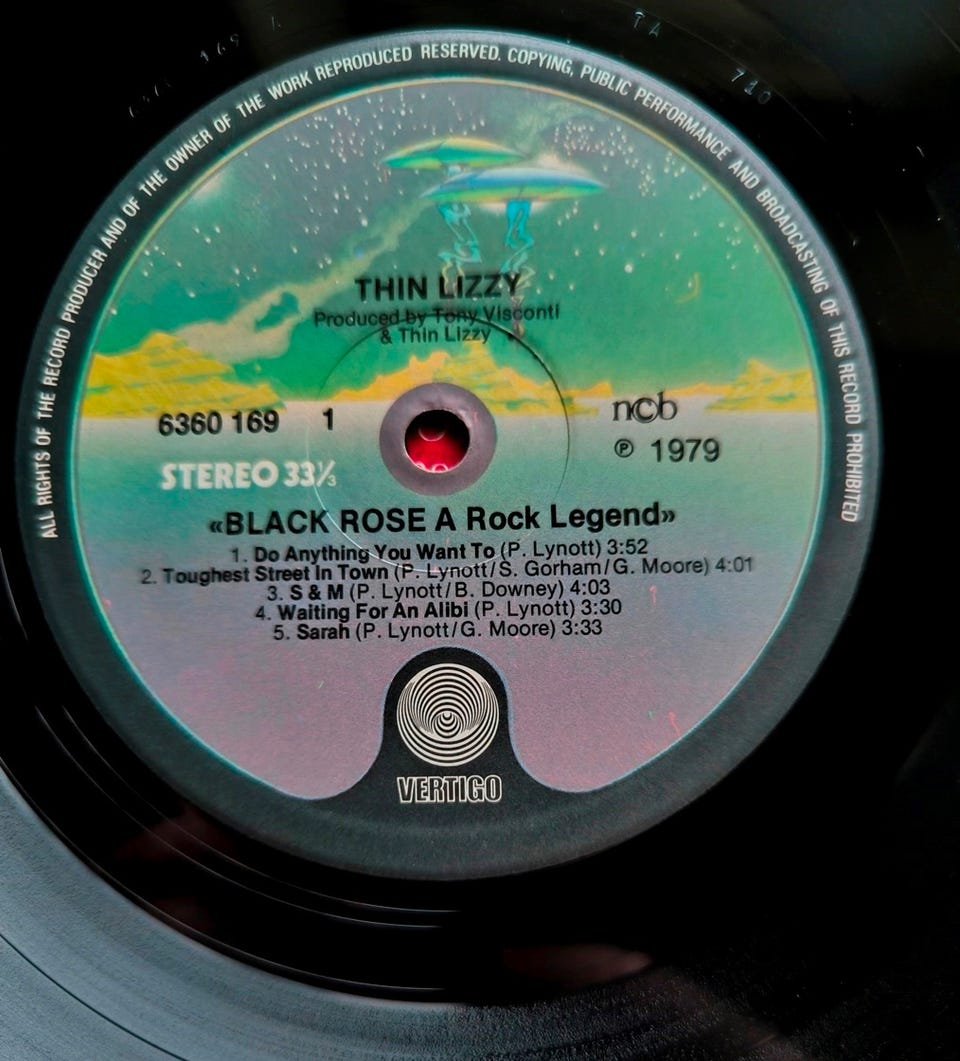 ALL RIGHTS OF THE RECORD PRODUCER AND OF THE OWNER OF THE WORK REPRODUCED RESERVED. COPYING, PUBLIC PERFORMANCE AND BROADCASTING OF THIS RECORD PROHIBITED
THIN LIZZY
Produced by Tony Visconti
& Thin Lizzy
6360 169 1
ncb
STEREO 33⅓
℗ 1979
«BLACK ROSE A Rock Legend»
1. Do Anything You Want To (P. Lynott) 3:52
2. Toughest Street In Town (P. Lynott/S. Gorham/G. Moore) 4:01
3. S & M (P. Lynott/B. Downey) 4:03
4. Waiting For An Alibi (P. Lynott) 3:30
5. Sarah (P. Lynott/G. Moore) 3:33
VERTIGO